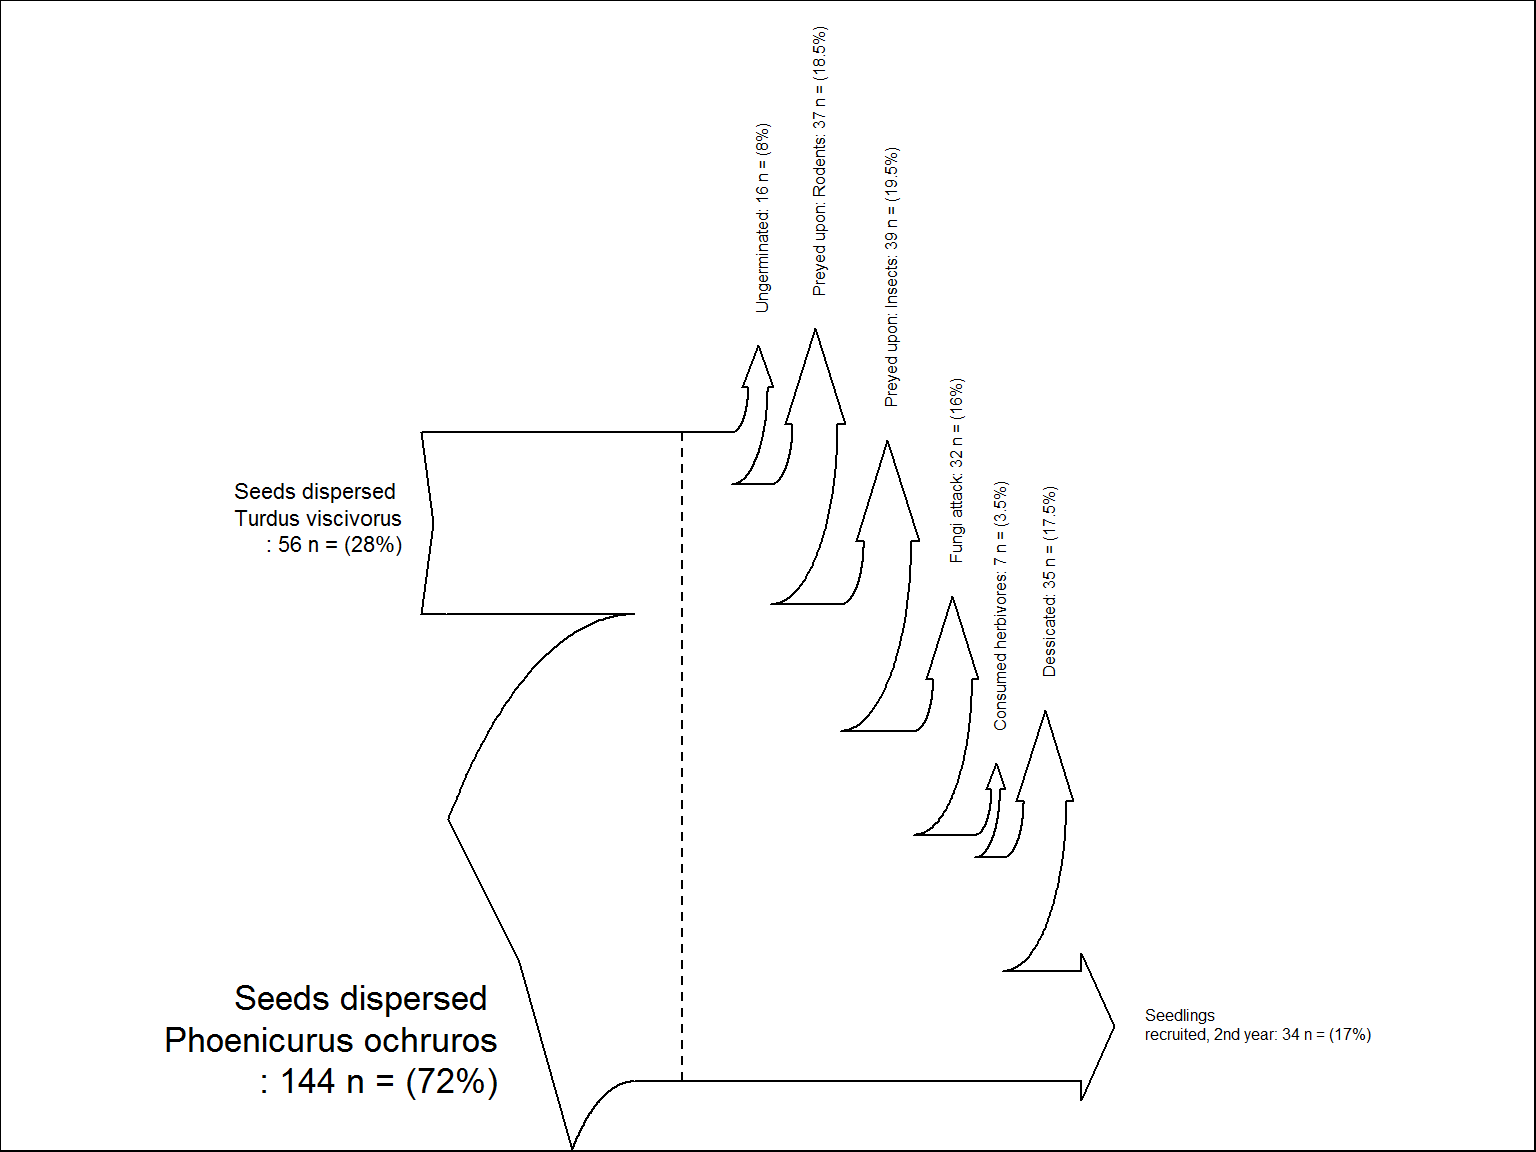 Ungerminated: 16 n = (8%)
Preyed upon: Rodents: 37 n = (18.5%)
Preyed upon: Insects: 39 n = (19.5%)
Fungi attack: 32 n = (16%)
Consumed herbivores: 7 n = (3.5%)
Dessicated: 35 n = (17.5%)
Seeds dispersed
Turdus viscivorus
: 56 n = (28%)
Seeds dispersed
Phoenicurus ochruros
: 144 n = (72%)
Seedlings
recruited, 2nd year: 34 n = (17%)